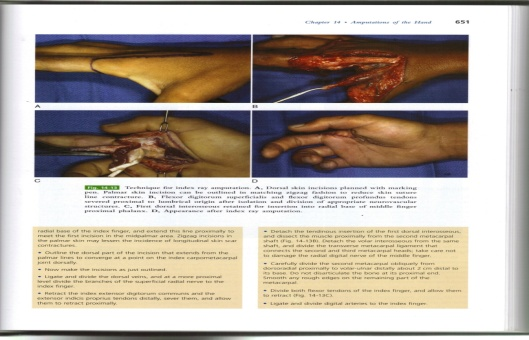 Chapter 14 • Amputations of the Hand 651
A
B
C
D
Technique for index ray amputation. A, Dorsal skin incisions planned with marking
pen. Palmar skin incision can be outlined in matching zigzag fashion to reduce skin suture
line contracture. B, Flexor digitorum superficialis and flexor digitorum profundus tendons
severed proximal to lumbrical origin after isolation and division of appropriate neurovascular
structures. C, First dorsal interosseous retained for insertion into radial base of middle finger
proximal phalanx. D, Appearance after index ray amputation.
radial base of the index finger, and extend this line proximally to
meet the first incision in the midpalmar area. Zigzag incisions in
the palmar skin may lessen the incidence of longitudinal skin scar
contractures.
• Outline the dorsal part of the incision that extends from the
palmar lines to converge at a point on the index carpometacarpal
joint dorsally.
• Now make the incisions as just outlined.
• Ligate and divide the dorsal veins, and at a more proximal
level divide the branches of the superficial radial nerve to the
index finger.
• Retract the index extensor digitorum communis and the
extensor indicis proprius tendons distally, sever them, and allow
them to retract proximally.
• Detach the tendinous insertion of the first dorsal interosseous,
and dissect the muscle proximally from the second metacarpal
shaft (Fig. 14-13B). Detach the volar interosseous from the same
shaft, and divide the transverse metacarpal ligament that
connects the second and third metacarpal heads; take care not
to damage the radial digital nerve of the middle finger.
• Carefully divide the second metacarpal obliquely from
dorsoradial proximally to volar-ulnar distally about 2 cm distal to
its base. Do not disarticulate the bone at its proximal end.
Smooth any rough edges on the remaining part of the
metacarpal.
• Divide both flexor tendons of the index finger, and allow them
to retract (Fig. 14-13C).
• Ligate and divide digital arteries to the index finger.